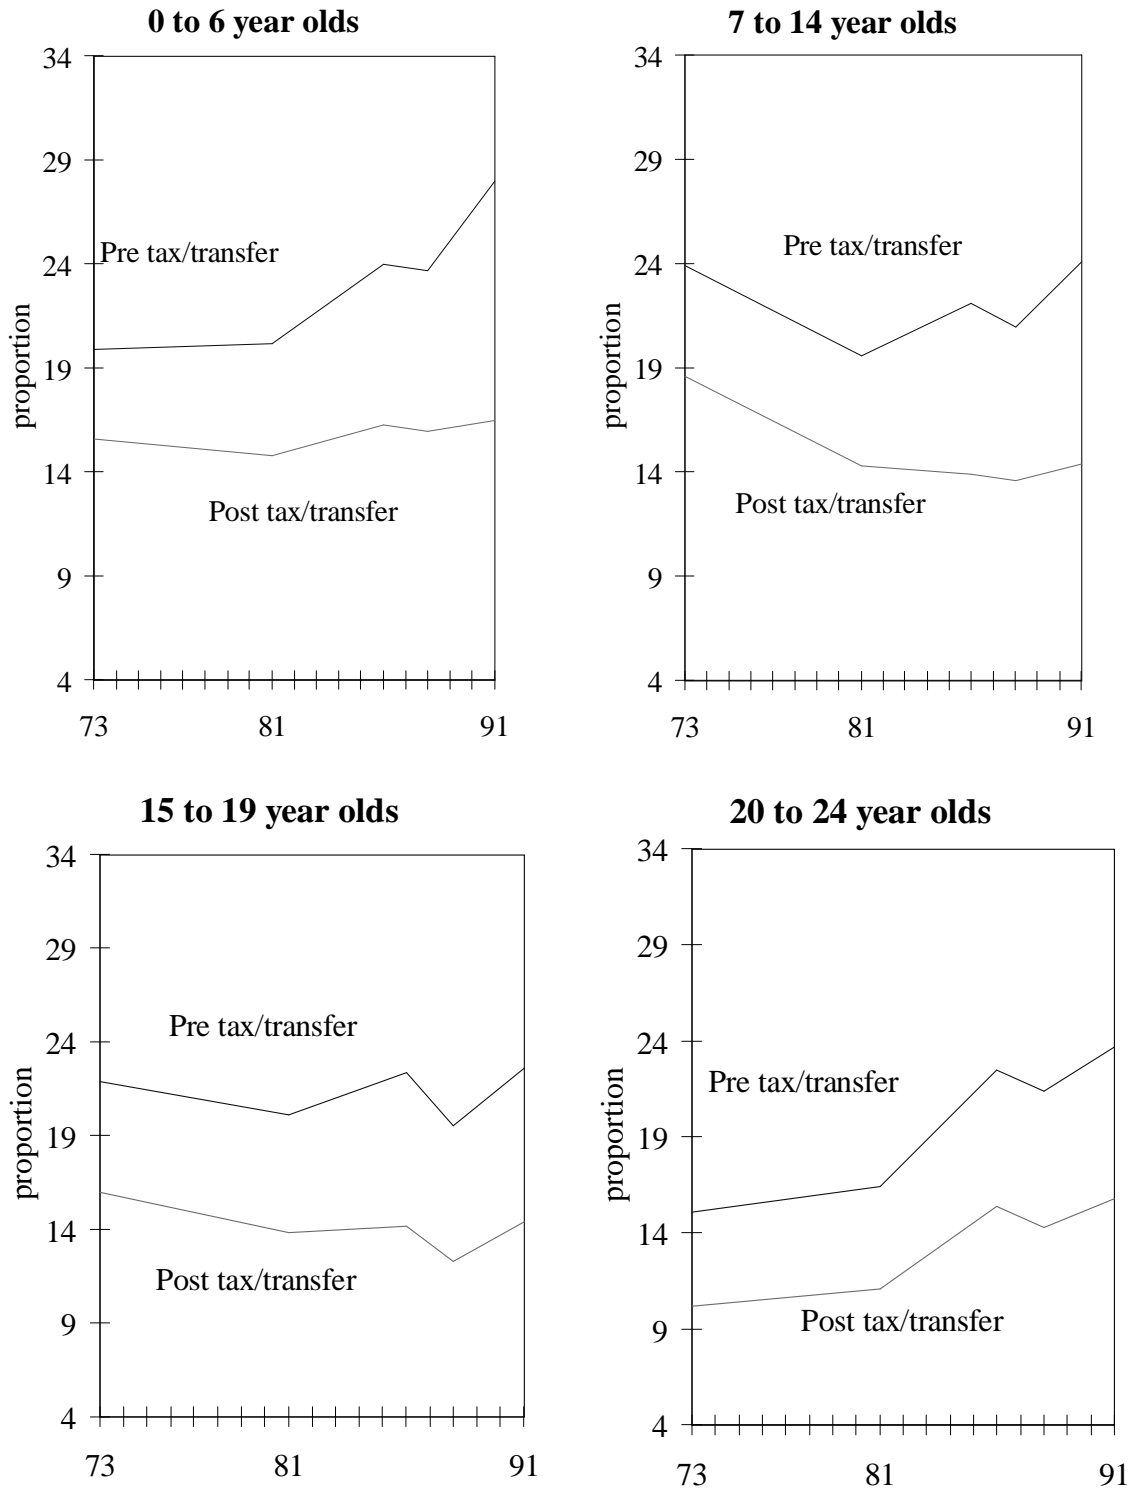 0 to 6 year olds
34
29
24
19
14
9
4
proportion
Pre tax/transfer
Post tax/transfer
73 81 91
7 to 14 year olds
34
29
24
19
14
9
4
proportion
Pre tax/transfer
Post tax/transfer
73 81 91
15 to 19 year olds
34
29
24
19
14
9
4
proportion
Pre tax/transfer
Post tax/transfer
73 81 91
20 to 24 year olds
34
29
24
19
14
9
4
proportion
Pre tax/transfer
Post tax/transfer
73 81 91